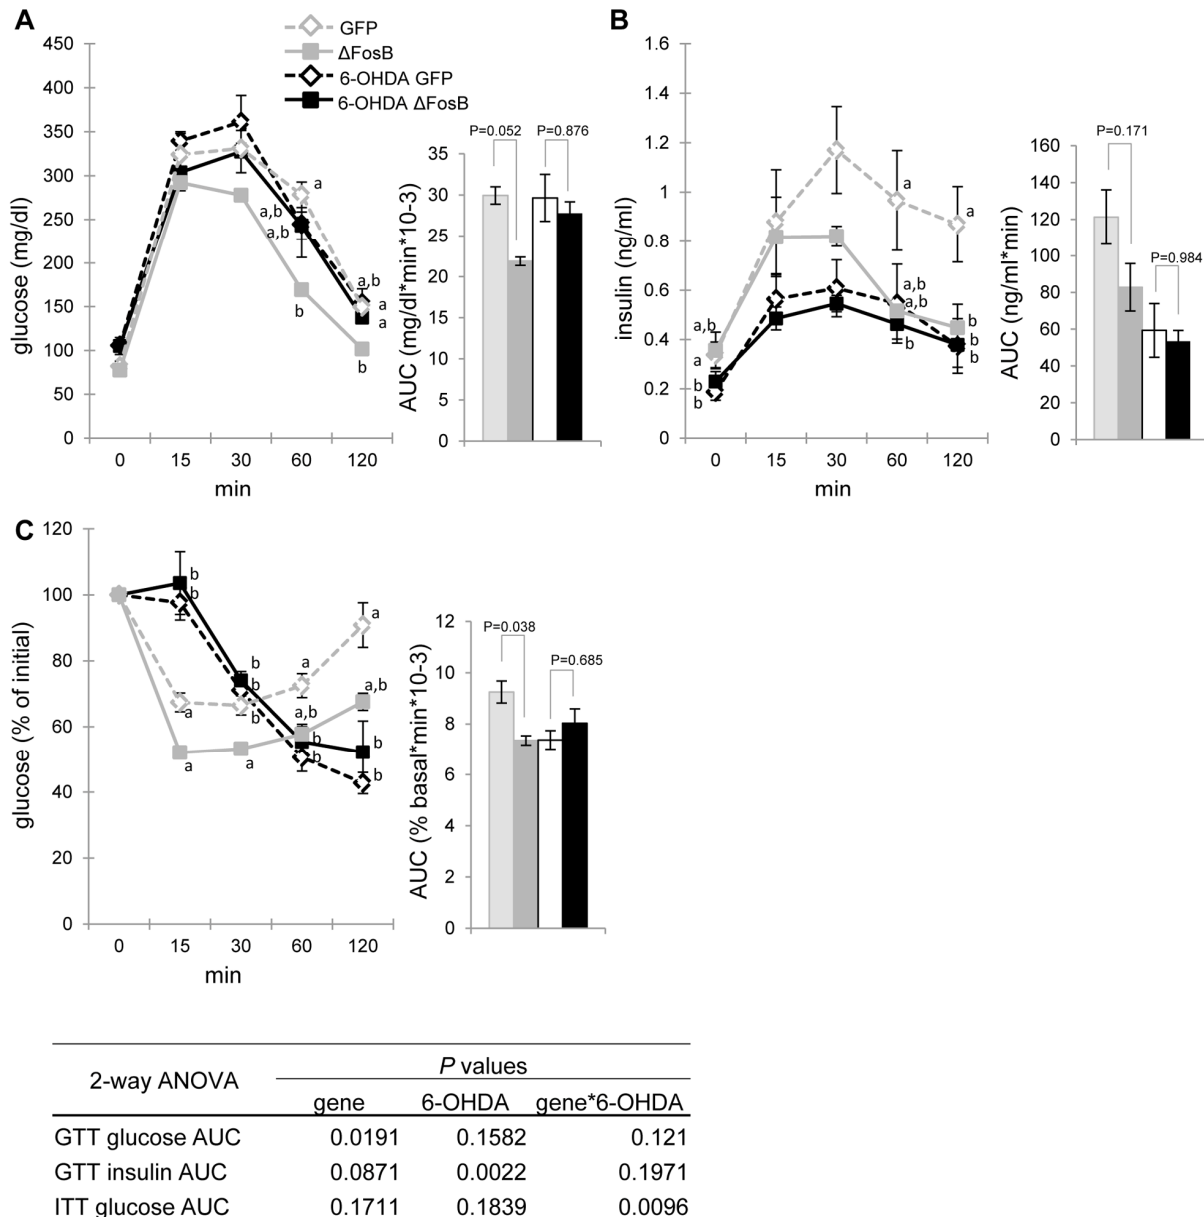 A
GFP
ΔFosB
6-OHDA GFP
6-OHDA ΔFosB
450
400
350
300
250
200
150
100
50
0
glucose (mg/dl)
0 15 30 60 120
min
a
a,b
a,b
b
a,b
a
a
b
P=0.052 P=0.876
35
30
25
20
15
10
5
0
AUC (mg/dl*min*10-3)
B
1.6
1.4
1.2
1
0.8
0.6
0.4
0.2
0
insulin (ng/ml)
0 15 30 60 120
min
a,b
a
b
b
a
a,b
a,b
b
a
b
b
b
P=0.171
P=0.984
160
140
120
100
80
60
40
20
0
AUC (ng/ml*min)
C
120
100
80
60
40
20
0
glucose (% of initial)
0 15 30 60 120
min
b
b
a
a
b
b
b
a
a
a,b
b
b
a
a,b
b
b
P=0.038
P=0.685
12
10
8
6
4
2
0
AUC (% basal*min*10-3)
2-way ANOVA P values
gene 6-OHDA gene*6-OHDA
GTT glucose AUC 0.0191 0.1582 0.121
GTT insulin AUC 0.0871 0.0022 0.1971
ITT glucose AUC 0.1711 0.1839 0.0096